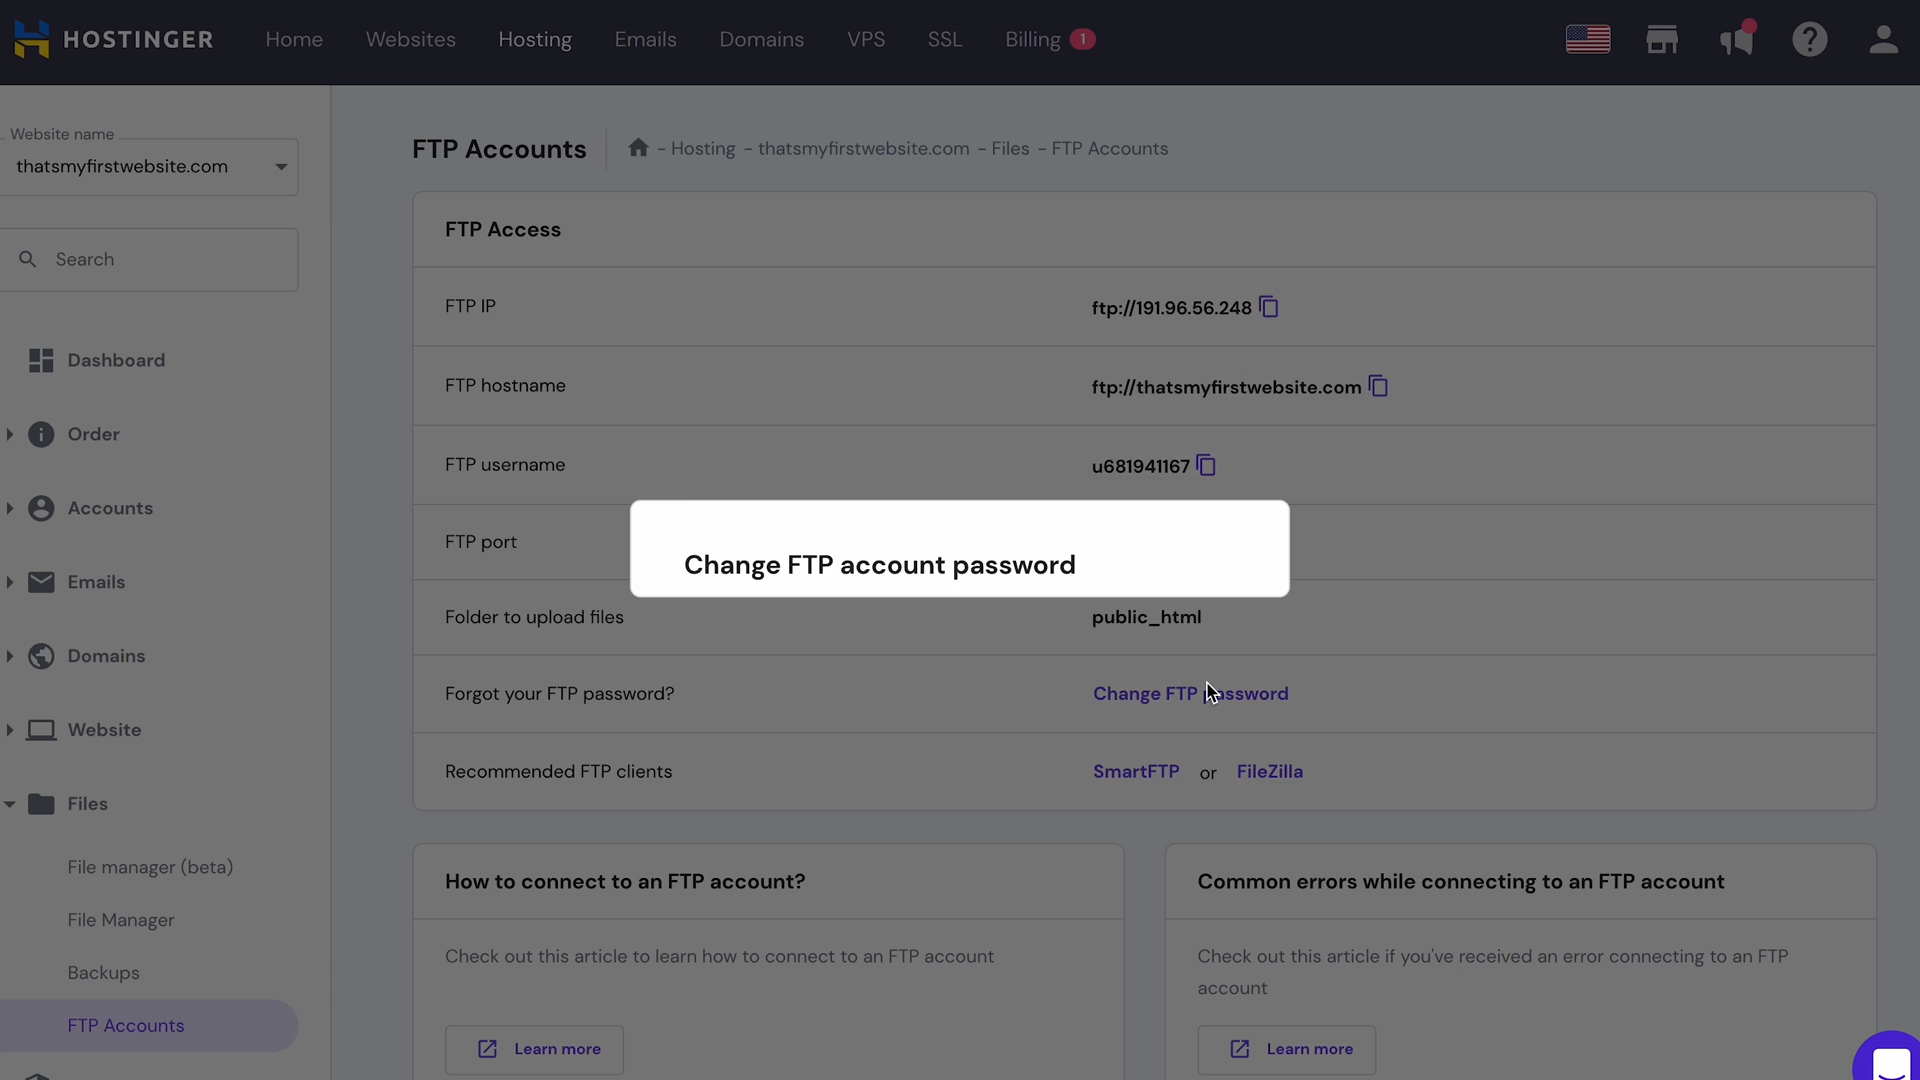 HOSTINGER
Home
Websites
Hosting
Emails
Domains
VPS
SSL
Billing
1
Website name
thatsmyfirstwebsite.com
Search
Dashboard
Order
Accounts
Emails
Domains
Website
Files
File manager (beta)
File Manager
Backups
FTP Accounts
FTP Accounts
- Hosting - thatsmyfirstwebsite.com - Files - FTP Accounts
FTP Access
FTP IP
ftp://191.96.56.248
FTP hostname
ftp://thatsmyfirstwebsite.com
FTP username
u681941167
FTP port
Change FTP account password
Folder to upload files
public_html
Forgot your FTP password?
Change FTP password
Recommended FTP clients
SmartFTP or FileZilla
How to connect to an FTP account?
Check out this article to learn how to connect to an FTP account
Learn more
Common errors while connecting to an FTP account
Check out this article if you've received an error connecting to an FTP
account
Learn more